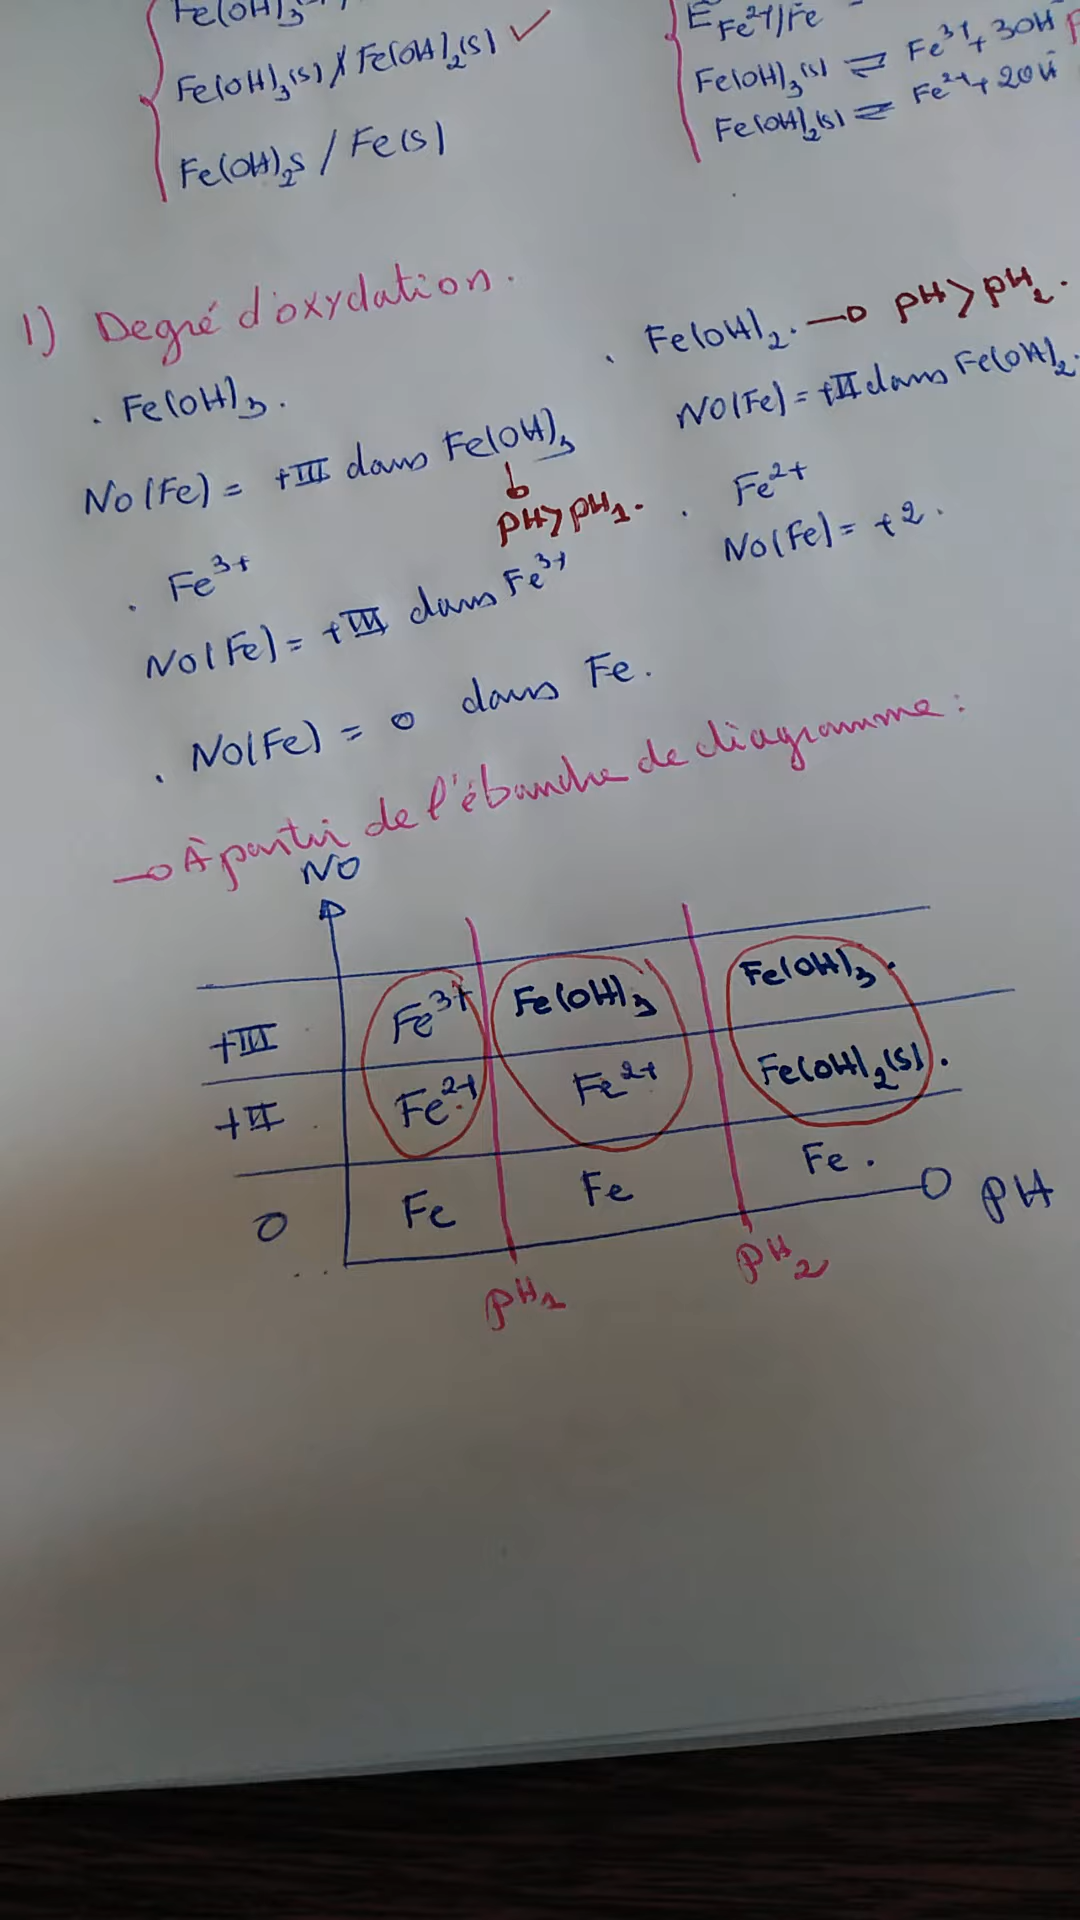 Fe(OH)₃
Fe(OH)₃(s) / Fe(OH)₂(s) ✓
Fe(OH)₂s / Fe(s)
E Fe²⁺/Fe
Fe(OH)₃(s) ⇌ Fe³⁺ + 3OH⁻
Fe(OH)₂(s) ⇌ Fe²⁺ + 2OH⁻
1) Degré d'oxydation.
. Fe(OH)₃.
No(Fe) = +III dans Fe(OH)₃
pH>pH₁.
. Fe³⁺
No(Fe) = +III dans Fe³⁺
. No(Fe) = 0 dans Fe.
. Fe(OH)₂. → pH>pH₂.
NO(Fe) = +II dans Fe(OH)₂.
. Fe²⁺
No(Fe) = +2.
→ À partir de l'ébauche de diagramme :
NO
+III Fe³⁺ Fe(OH)₃ Fe(OH)₃.
+II Fe²⁺ Fe²⁺ Fe(OH)₂(s).
0 Fe Fe Fe.
pH
pH₁ pH₂